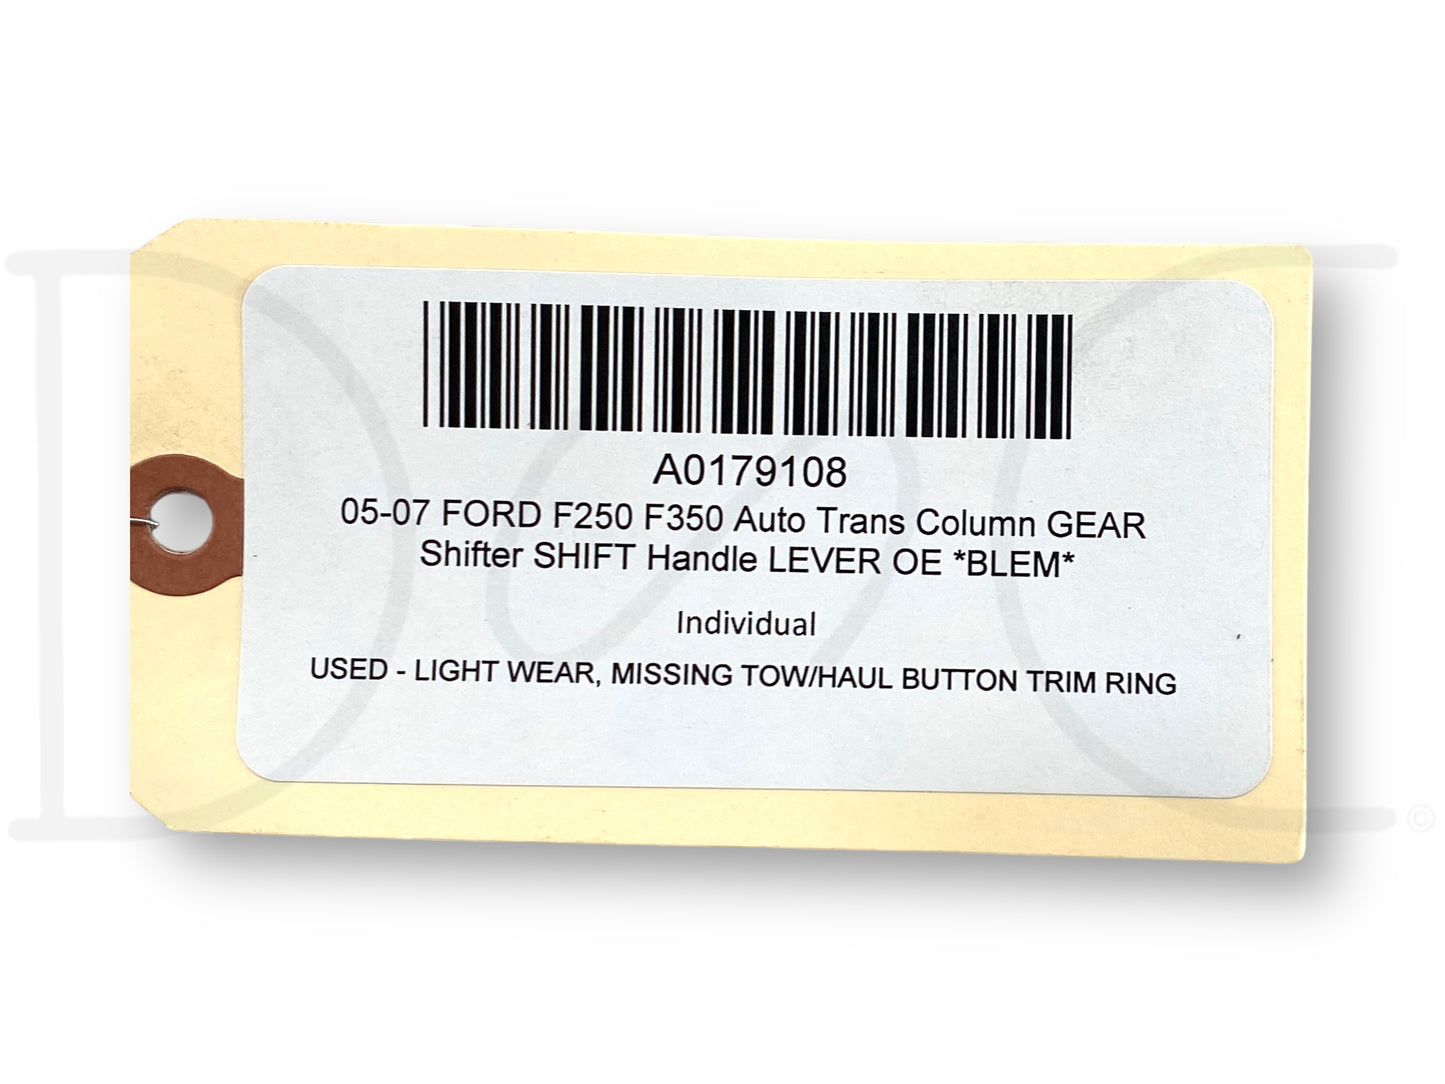 A0179108
05-07 FORD F250 F350 Auto Trans Column GEAR
Shifter SHIFT Handle LEVER OE *BLEM*
Individual
USED - LIGHT WEAR, MISSING TOW/HAUL BUTTON TRIM RING
©